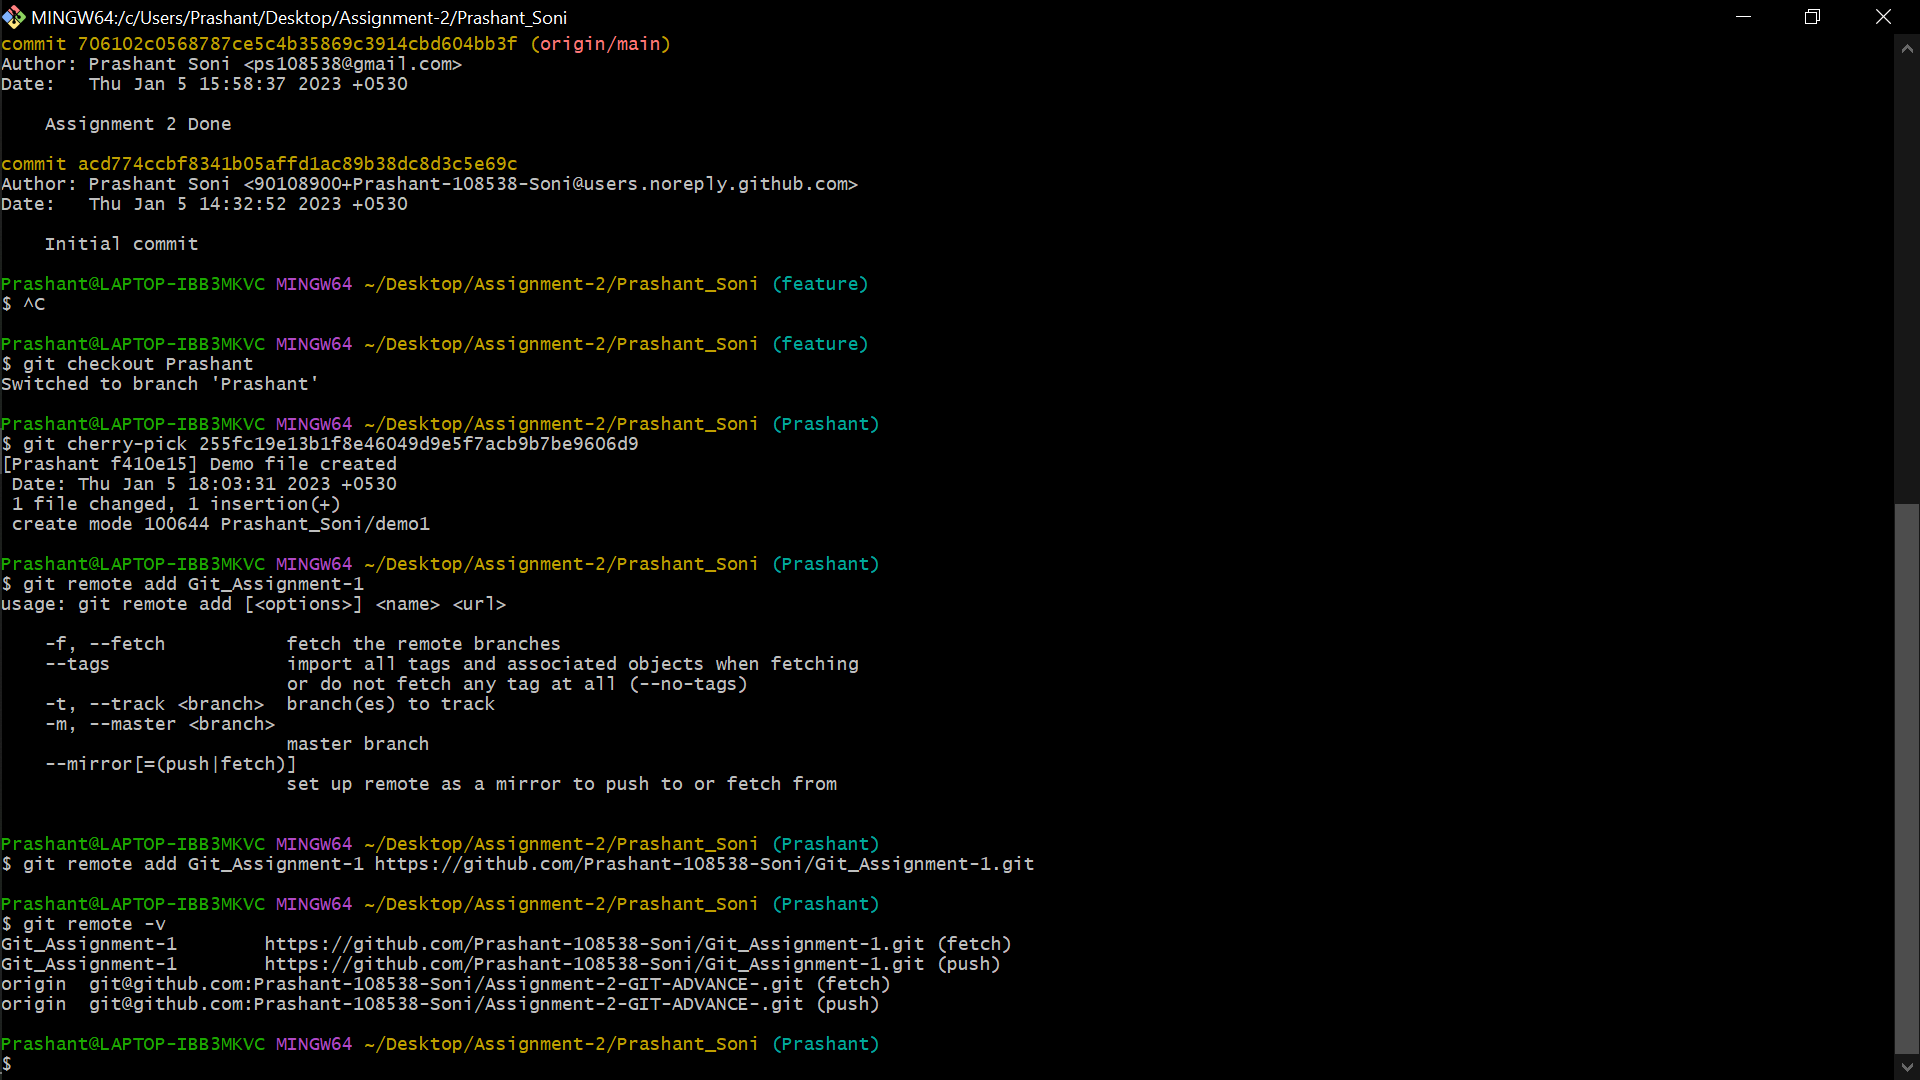 MINGW64:/c/Users/Prashant/Desktop/Assignment-2/Prashant_Soni
commit 706102c0568787ce5c4b35869c3914cbd604bb3f (origin/main)
Author: Prashant Soni <ps108538@gmail.com>
Date:   Thu Jan 5 15:58:37 2023 +0530
    Assignment 2 Done
commit acd774ccbf8341b05affd1ac89b38dc8d3c5e69c
Author: Prashant Soni <90108900+Prashant-108538-Soni@users.noreply.github.com>
Date:   Thu Jan 5 14:32:52 2023 +0530
    Initial commit
Prashant@LAPTOP-IBB3MKVC MINGW64 ~/Desktop/Assignment-2/Prashant_Soni (feature)
$ ^C
Prashant@LAPTOP-IBB3MKVC MINGW64 ~/Desktop/Assignment-2/Prashant_Soni (feature)
$ git checkout Prashant
Switched to branch 'Prashant'
Prashant@LAPTOP-IBB3MKVC MINGW64 ~/Desktop/Assignment-2/Prashant_Soni (Prashant)
$ git cherry-pick 255fc19e13b1f8e46049d9e5f7acb9b7be9606d9
[Prashant f410e15] Demo file created
 Date: Thu Jan 5 18:03:31 2023 +0530
 1 file changed, 1 insertion(+)
 create mode 100644 Prashant_Soni/demo1
Prashant@LAPTOP-IBB3MKVC MINGW64 ~/Desktop/Assignment-2/Prashant_Soni (Prashant)
$ git remote add Git_Assignment-1
usage: git remote add [<options>] <name> <url>
    -f, --fetch           fetch the remote branches
    --tags                import all tags and associated objects when fetching
                          or do not fetch any tag at all (--no-tags)
    -t, --track <branch>  branch(es) to track
    -m, --master <branch>
                          master branch
    --mirror[=(push|fetch)]
                          set up remote as a mirror to push to or fetch from
Prashant@LAPTOP-IBB3MKVC MINGW64 ~/Desktop/Assignment-2/Prashant_Soni (Prashant)
$ git remote add Git_Assignment-1 https://github.com/Prashant-108538-Soni/Git_Assignment-1.git
Prashant@LAPTOP-IBB3MKVC MINGW64 ~/Desktop/Assignment-2/Prashant_Soni (Prashant)
$ git remote -v
Git_Assignment-1        https://github.com/Prashant-108538-Soni/Git_Assignment-1.git (fetch)
Git_Assignment-1        https://github.com/Prashant-108538-Soni/Git_Assignment-1.git (push)
origin  git@github.com:Prashant-108538-Soni/Assignment-2-GIT-ADVANCE-.git (fetch)
origin  git@github.com:Prashant-108538-Soni/Assignment-2-GIT-ADVANCE-.git (push)
Prashant@LAPTOP-IBB3MKVC MINGW64 ~/Desktop/Assignment-2/Prashant_Soni (Prashant)
$